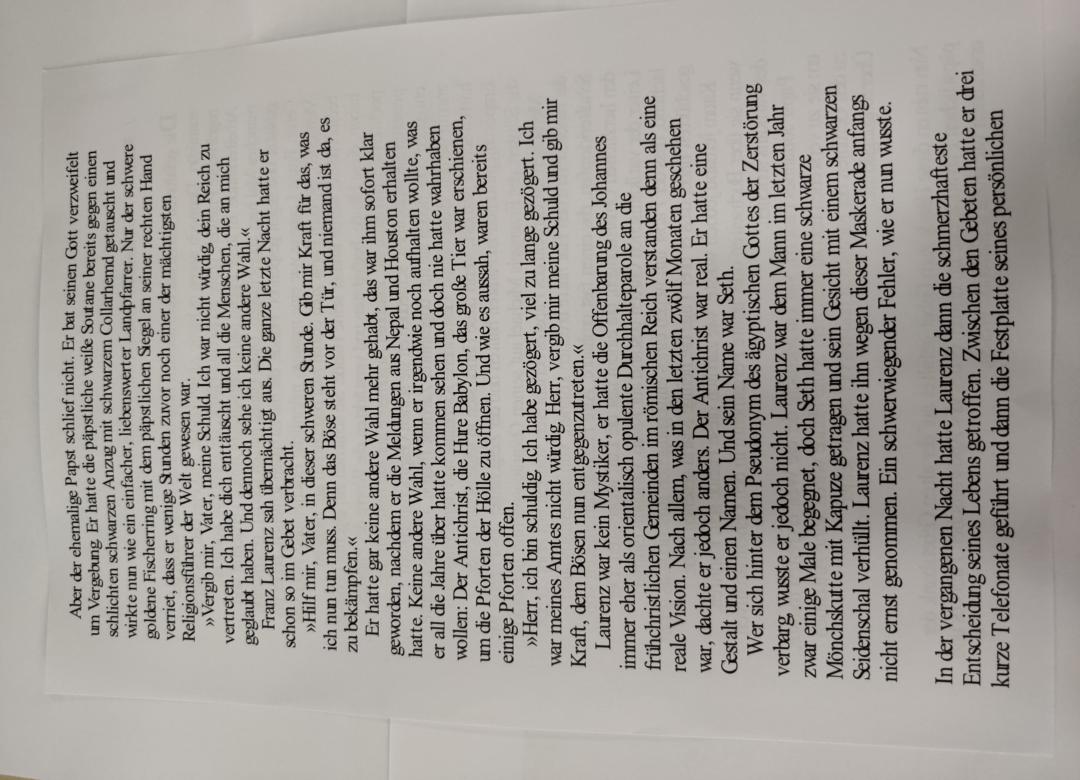 Aber der ehemalige Papst schlief nicht. Er bat seinen Gott verzweifelt
um Vergebung. Er hatte die päpstliche weiße Soutane bereits gegen einen
schlichten schwarzen Anzug mit schwarzem Collarhemd getauscht und
wirkte nun wie ein einfacher, liebenswerter Landpfarrer. Nur der schwere
goldene Fischerring mit dem päpstlichen Siegel an seiner rechten Hand
verriet, dass er wenige Stunden zuvor noch einer der mächtigsten
Religionsführer der Welt gewesen war.
»Vergib mir, Vater, meine Schuld. Ich war nicht würdig, dein Reich zu
vertreten. Ich habe dich enttäuscht und all die Menschen, die an mich
geglaubt haben. Und dennoch sehe ich keine andere Wahl.«
Franz Laurenz sah übernächtigt aus. Die ganze letzte Nacht hatte er
schon so im Gebet verbracht.
»Hilf mir, Vater, in dieser schweren Stunde. Gib mir Kraft für das, was
ich nun tun muss. Denn das Böse steht vor der Tür, und niemand ist da, es
zu bekämpfen.«
Er hatte gar keine andere Wahl mehr gehabt, das war ihm sofort klar
geworden, nachdem er die Meldungen aus Nepal und Houston erhalten
hatte. Keine andere Wahl, wenn er irgendwie noch aufhalten wollte, was
er all die Jahre über hatte kommen sehen und doch nie hatte wahrhaben
wollen: Der Antichrist, die Hure Babylon, das große Tier war erschienen,
um die Pforten der Hölle zu öffnen. Und wie es aussah, waren bereits
einige Pforten offen.
»Herr, ich bin schuldig. Ich habe gezögert, viel zu lange gezögert. Ich
war meines Amtes nicht würdig. Herr, vergib mir meine Schuld und gib mir
Kraft, dem Bösen nun entgegenzutreten.«
Laurenz war kein Mystiker, er hatte die Offenbarung des Johannes
immer eher als orientalisch opulente Durchhalteparole an die
frühchristlichen Gemeinden im römischen Reich verstanden denn als eine
reale Vision. Nach allem, was in den letzten zwölf Monaten geschehen
war, dachte er jedoch anders. Der Antichrist war real. Er hatte eine
Gestalt und einen Namen. Und sein Name war Seth.
Wer sich hinter dem Pseudonym des ägyptischen Gottes der Zerstörung
verbarg, wusste er jedoch nicht. Laurenz war dem Mann im letzten Jahr
zwar einige Male begegnet, doch Seth hatte immer eine schwarze
Mönchskutte mit Kapuze getragen und sein Gesicht mit einem schwarzen
Seidenschal verhüllt. Laurenz hatte ihn wegen dieser Maskerade anfangs
nicht ernst genommen. Ein schwerwiegender Fehler, wie er nun wusste.
In der vergangenen Nacht hatte Laurenz dann die schmerzhafteste
Entscheidung seines Lebens getroffen. Zwischen den Gebeten hatte er drei
kurze Telefonate geführt und dann die Festplatte seines persönlichen